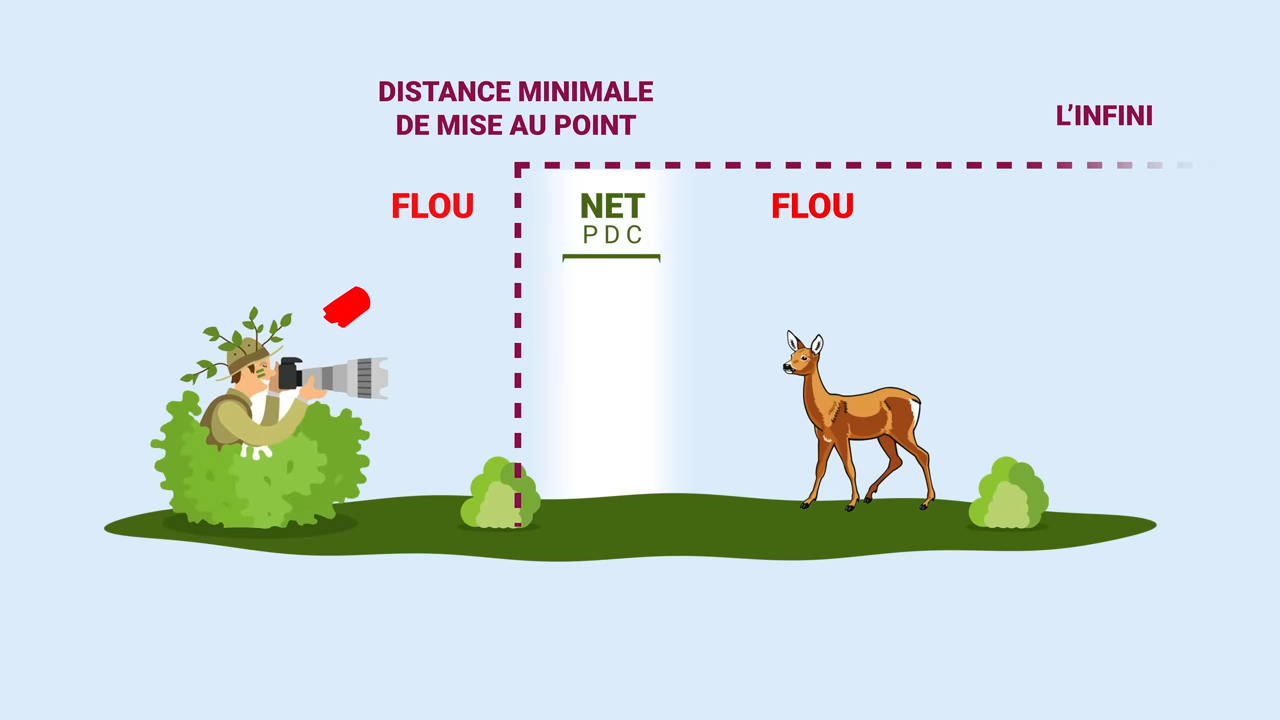 DISTANCE MINIMALE
DE MISE AU POINT
L’INFINI
FLOU
NET
FLOU
PDC